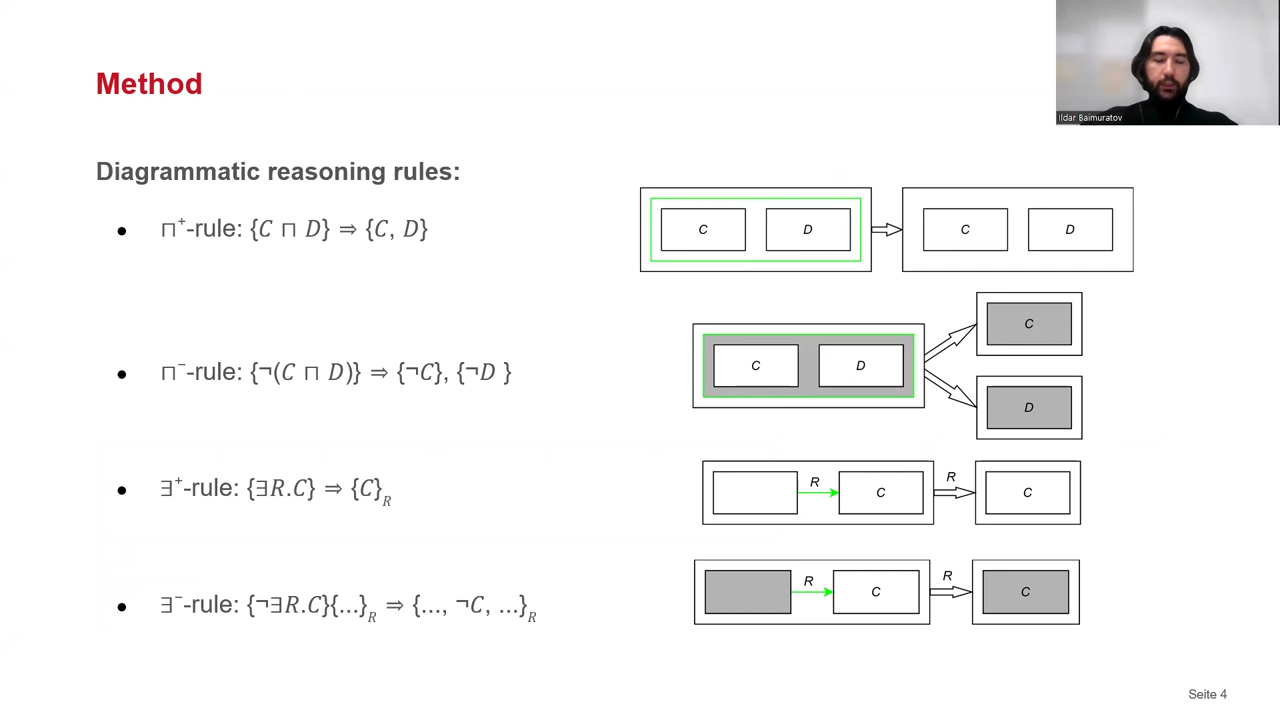 Ildar Baimuratov
Method
Diagrammatic reasoning rules:
● ⊓⁺-rule: {C ⊓ D} ⇒ {C, D}
C D C D
● ⊓⁻-rule: {¬(C ⊓ D)} ⇒ {¬C}, {¬D }
C D
C
D
● ∃⁺-rule: {∃R.C} ⇒ {C}_R
R C R C
● ∃⁻-rule: {¬∃R.C}{...}_R ⇒ {..., ¬C, ...}_R
R C R C
Seite 4